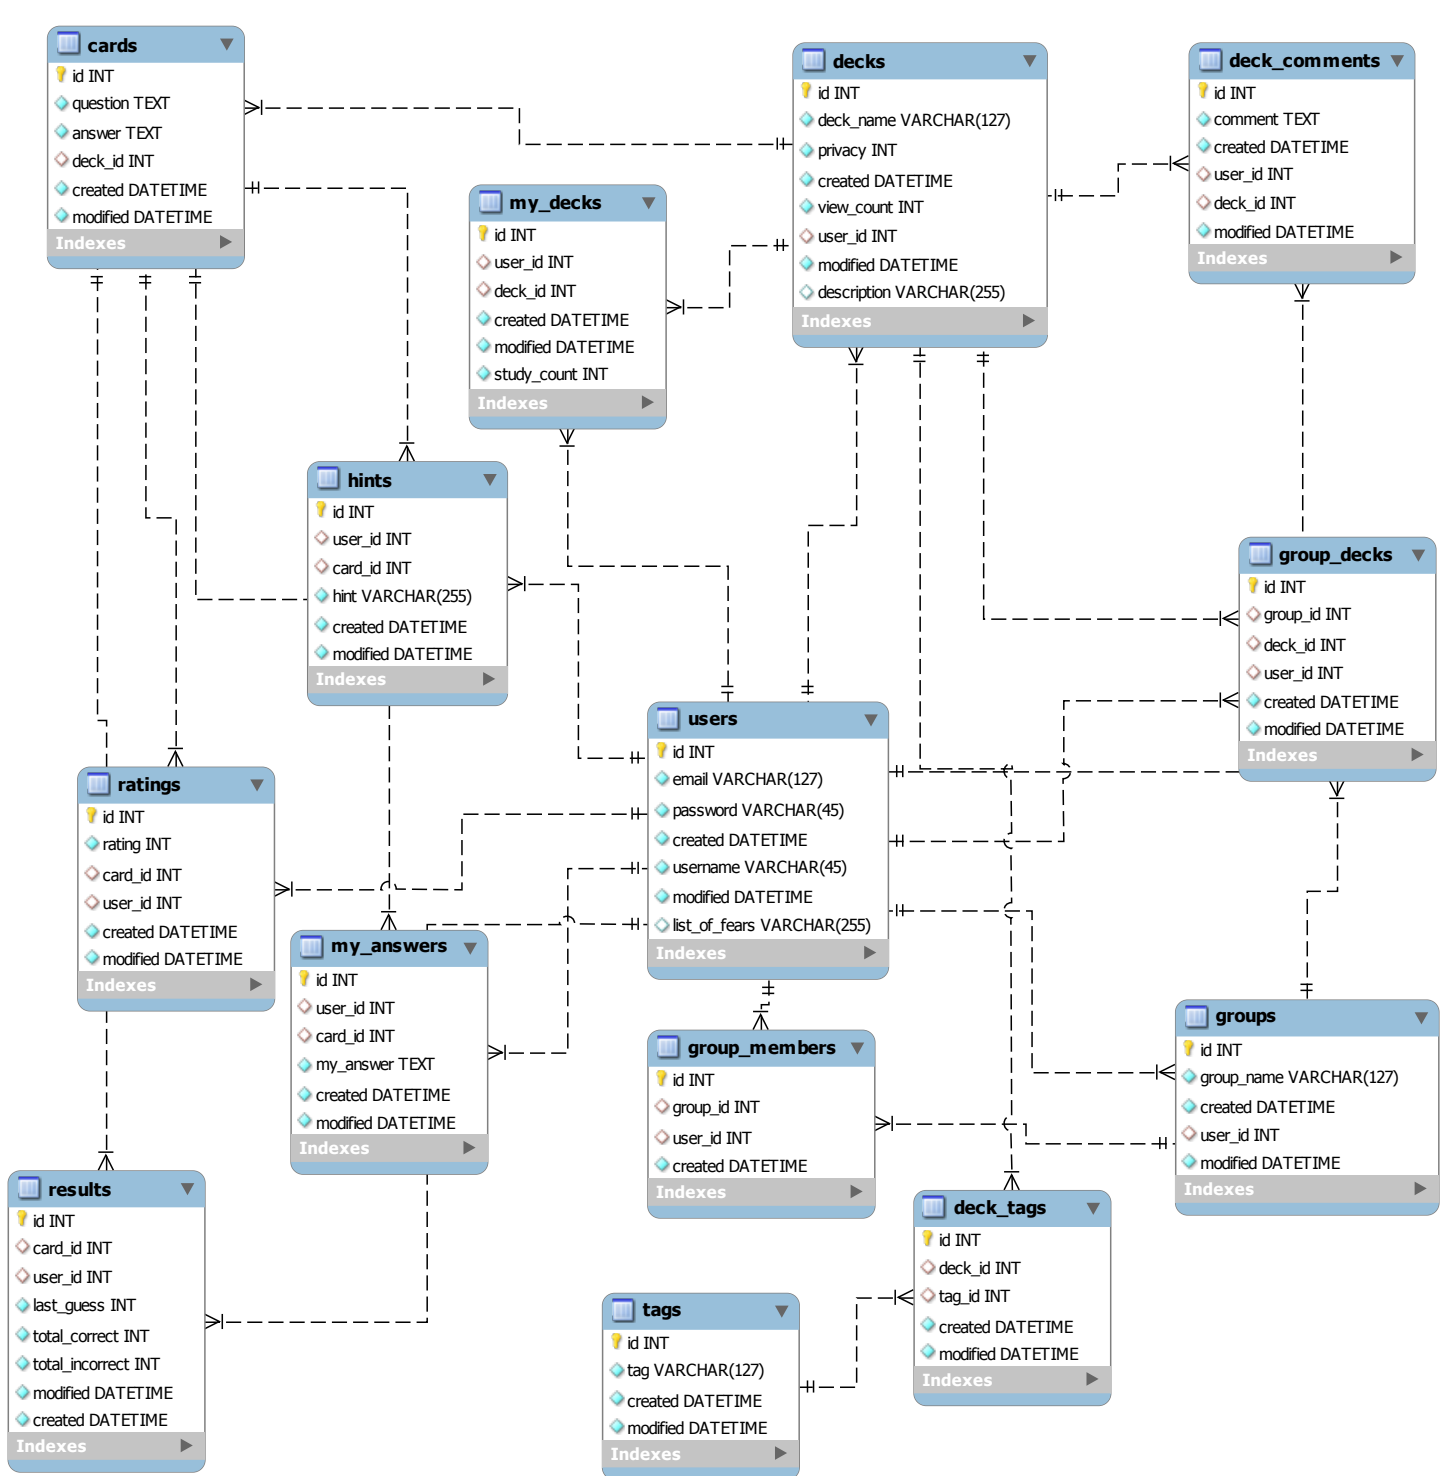 cards
id INT
question TEXT
answer TEXT
deck_id INT
created DATETIME
modified DATETIME
Indexes
decks
id INT
deck_name VARCHAR(127)
privacy INT
created DATETIME
view_count INT
user_id INT
modified DATETIME
description VARCHAR(255)
Indexes
deck_comments
id INT
comment TEXT
created DATETIME
user_id INT
deck_id INT
modified DATETIME
Indexes
my_decks
id INT
user_id INT
deck_id INT
created DATETIME
modified DATETIME
study_count INT
Indexes
hints
id INT
user_id INT
card_id INT
hint VARCHAR(255)
created DATETIME
modified DATETIME
Indexes
group_decks
id INT
group_id INT
deck_id INT
user_id INT
created DATETIME
modified DATETIME
Indexes
users
id INT
email VARCHAR(127)
password VARCHAR(45)
created DATETIME
username VARCHAR(45)
modified DATETIME
list_of_fears VARCHAR(255)
Indexes
ratings
id INT
rating INT
card_id INT
user_id INT
created DATETIME
modified DATETIME
Indexes
my_answers
id INT
user_id INT
card_id INT
my_answer TEXT
created DATETIME
modified DATETIME
Indexes
group_members
id INT
group_id INT
user_id INT
created DATETIME
Indexes
groups
id INT
group_name VARCHAR(127)
created DATETIME
user_id INT
modified DATETIME
Indexes
results
id INT
card_id INT
user_id INT
last_guess INT
total_correct INT
total_incorrect INT
modified DATETIME
created DATETIME
Indexes
deck_tags
id INT
deck_id INT
tag_id INT
created DATETIME
modified DATETIME
Indexes
tags
id INT
tag VARCHAR(127)
created DATETIME
modified DATETIME
Indexes